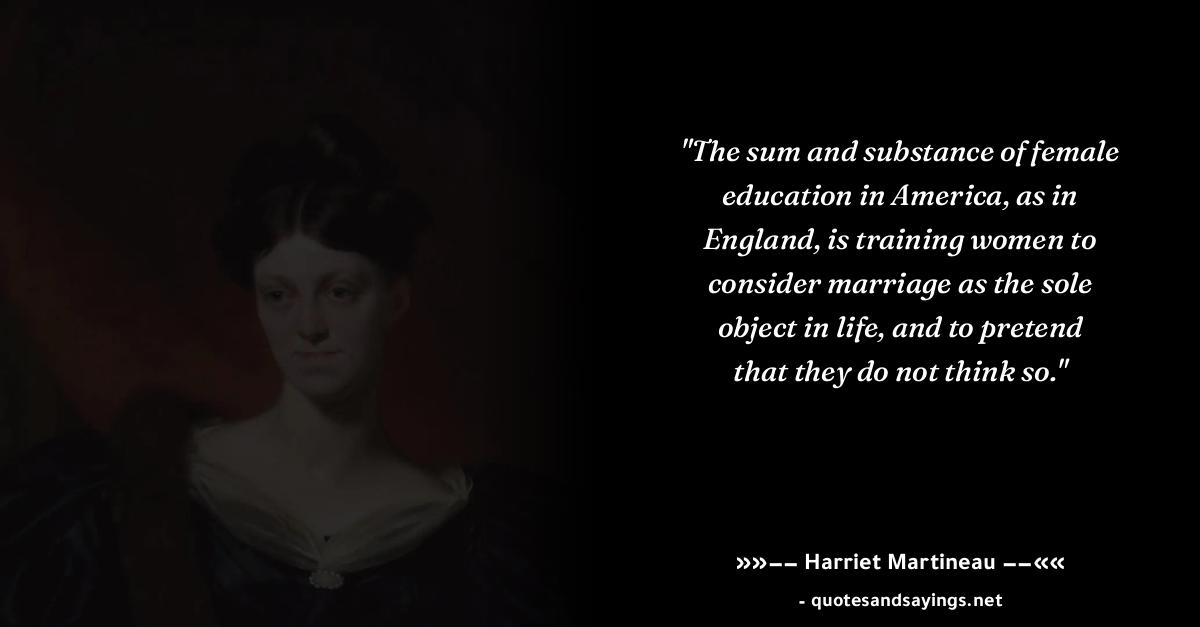 "The sum and substance of female
education in America, as in
England, is training women to
consider marriage as the sole
object in life, and to pretend
that they do not think so."
»»−− Harriet Martineau −−««
- quotesandsayings.net